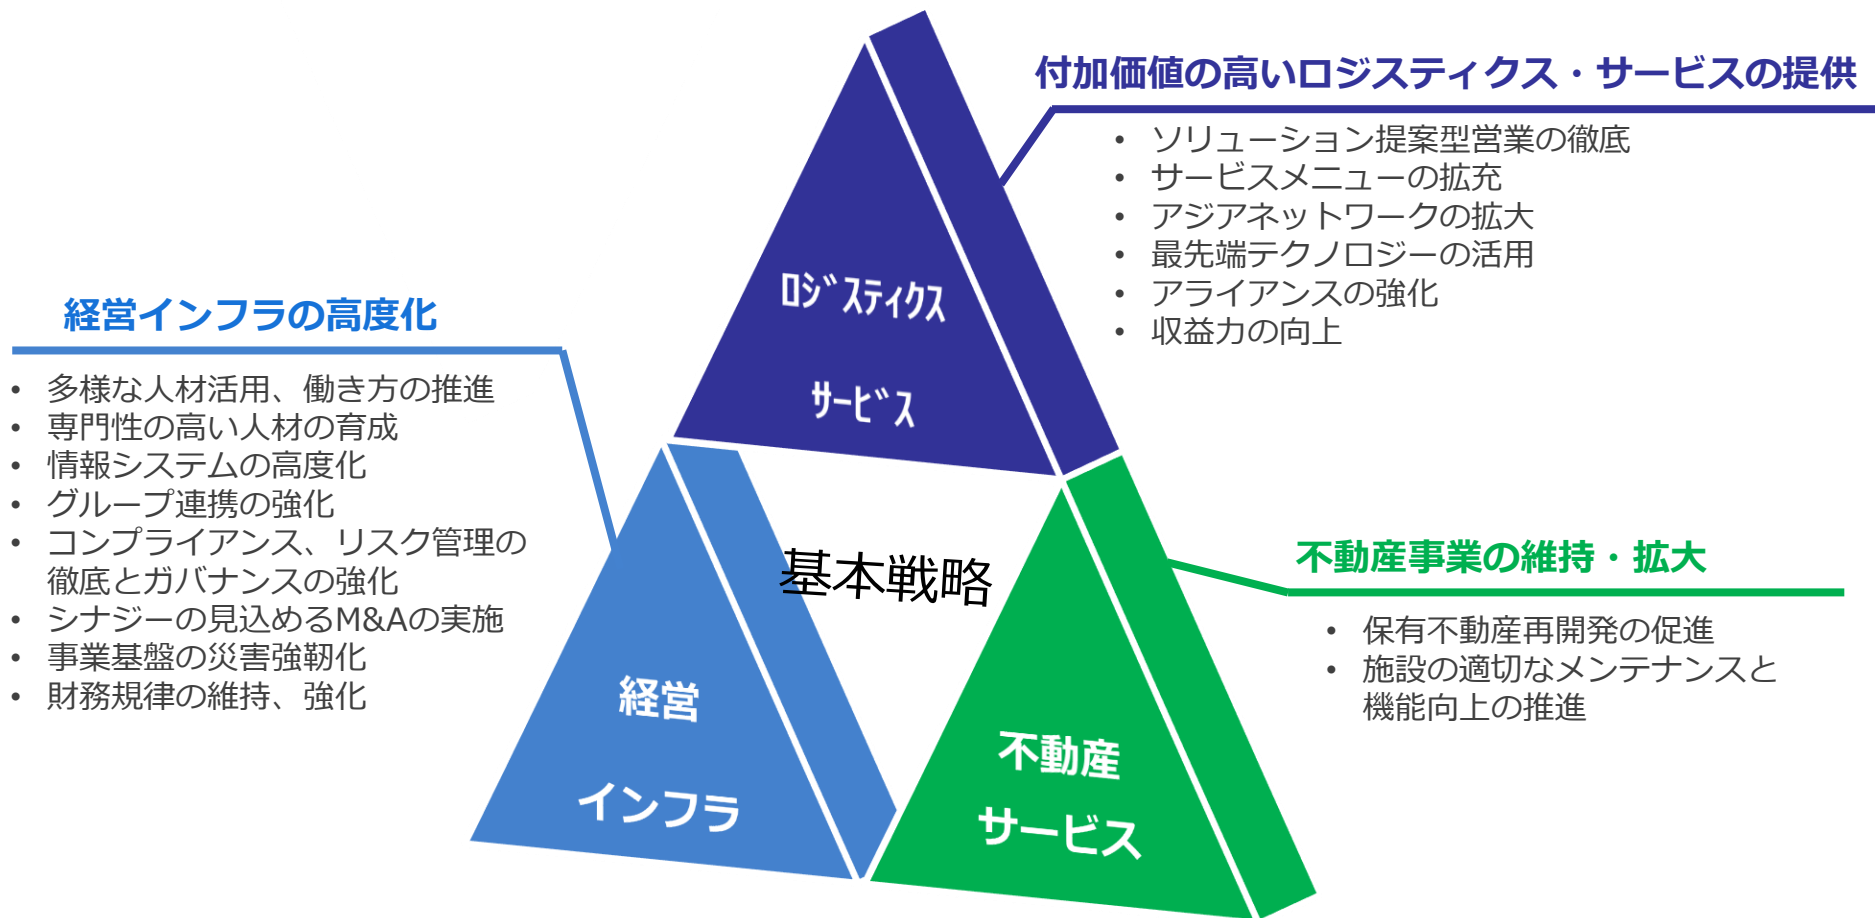 付加価値の高いロジスティクス・サービスの提供
• ソリューション提案型営業の徹底
• サービスメニューの拡充
• アジアネットワークの拡大
• 最先端テクノロジーの活用
• アライアンスの強化
• 収益力の向上
ﾛｼﾞｽﾃｨｸｽ
ｻｰﾋﾞｽ
経営インフラの高度化
• 多様な人材活用、働き方の推進
• 専門性の高い人材の育成
• 情報システムの高度化
• グループ連携の強化
• コンプライアンス、リスク管理の
徹底とガバナンスの強化
• シナジーの見込めるM&Aの実施
• 事業基盤の災害強靭化
• 財務規律の維持、強化
基本戦略
経営
インフラ
不動産事業の維持・拡大
• 保有不動産再開発の促進
• 施設の適切なメンテナンスと
機能向上の推進
不動産
サービス